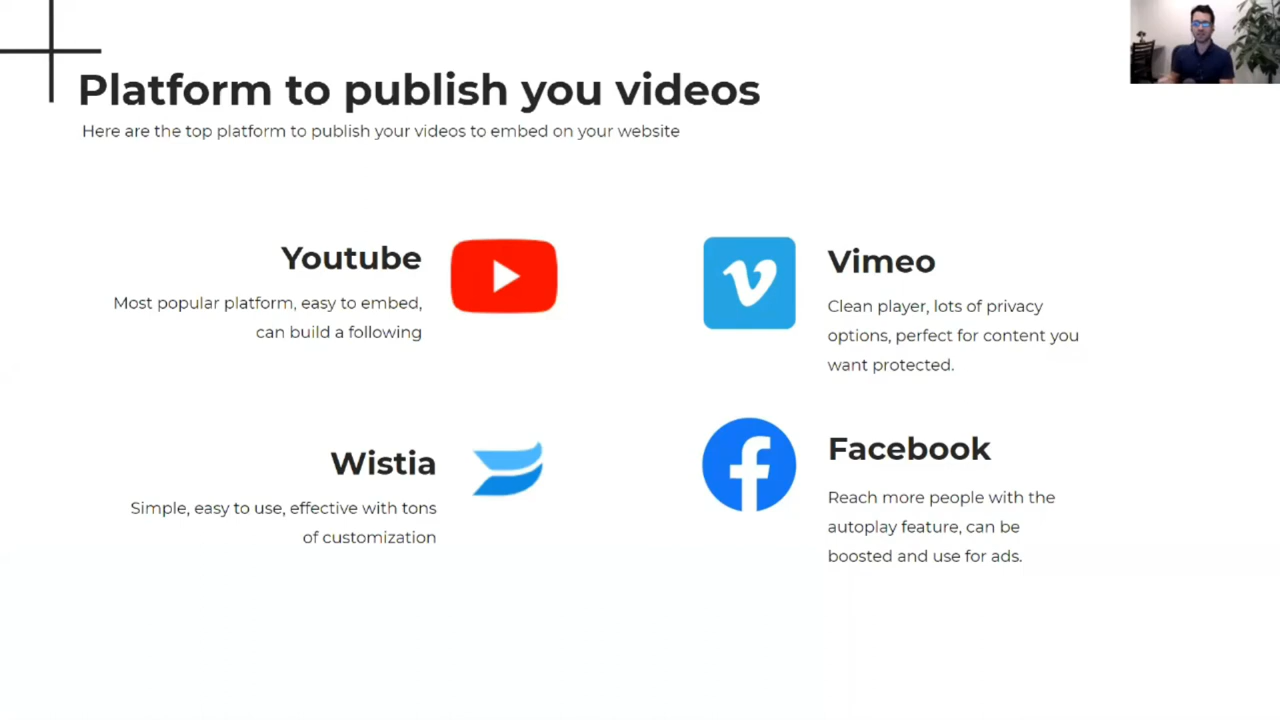 Platform to publish you videos
Here are the top platform to publish your videos to embed on your website
Youtube
Most popular platform, easy to embed,
can build a following
Vimeo
Clean player, lots of privacy
options, perfect for content you
want protected.
Wistia
Simple, easy to use, effective with tons
of customization
Facebook
Reach more people with the
autoplay feature, can be
boosted and use for ads.